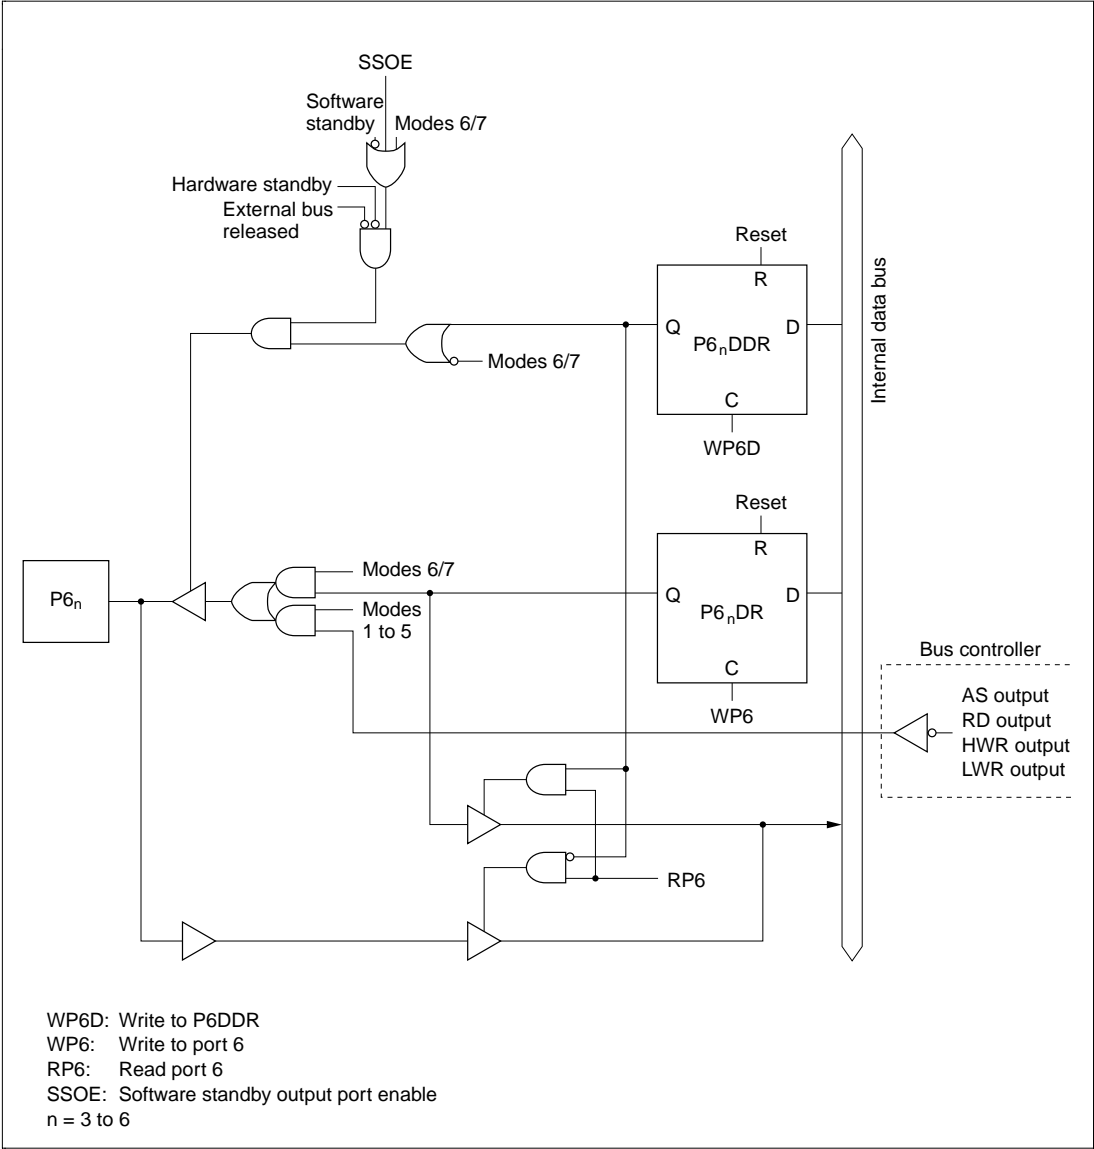 SSOE
Software
standby
Modes 6/7
Hardware standby
External bus
released
Reset
R
Q
D
P6nDDR
C
WP6D
Modes 6/7
Internal data bus
Reset
R
Q
D
P6nDR
C
WP6
P6n
Modes 6/7
Modes
1 to 5
Bus controller
AS output
RD output
HWR output
LWR output
RP6
WP6D: Write to P6DDR
WP6: Write to port 6
RP6: Read port 6
SSOE: Software standby output port enable
n = 3 to 6